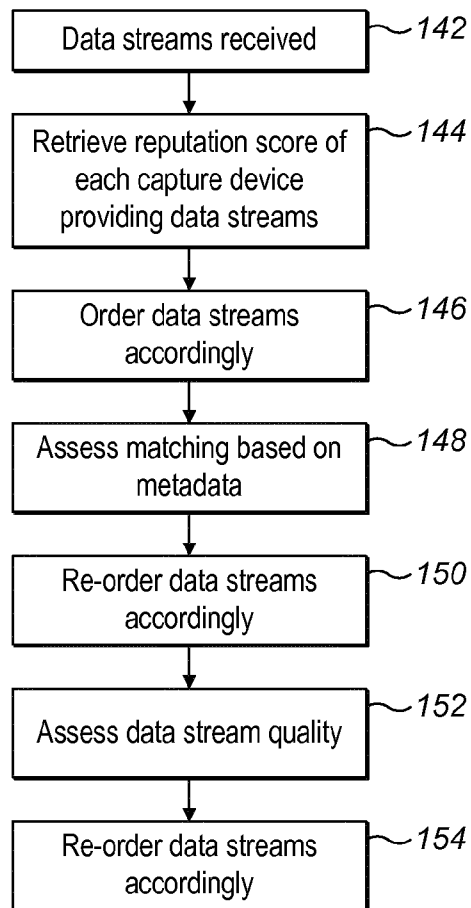 Data streams received
142
Retrieve reputation score of
each capture device
providing data streams
144
Order data streams
accordingly
146
Assess matching based on
metadata
148
Re-order data streams
accordingly
150
Assess data stream quality
152
Re-order data streams
accordingly
154